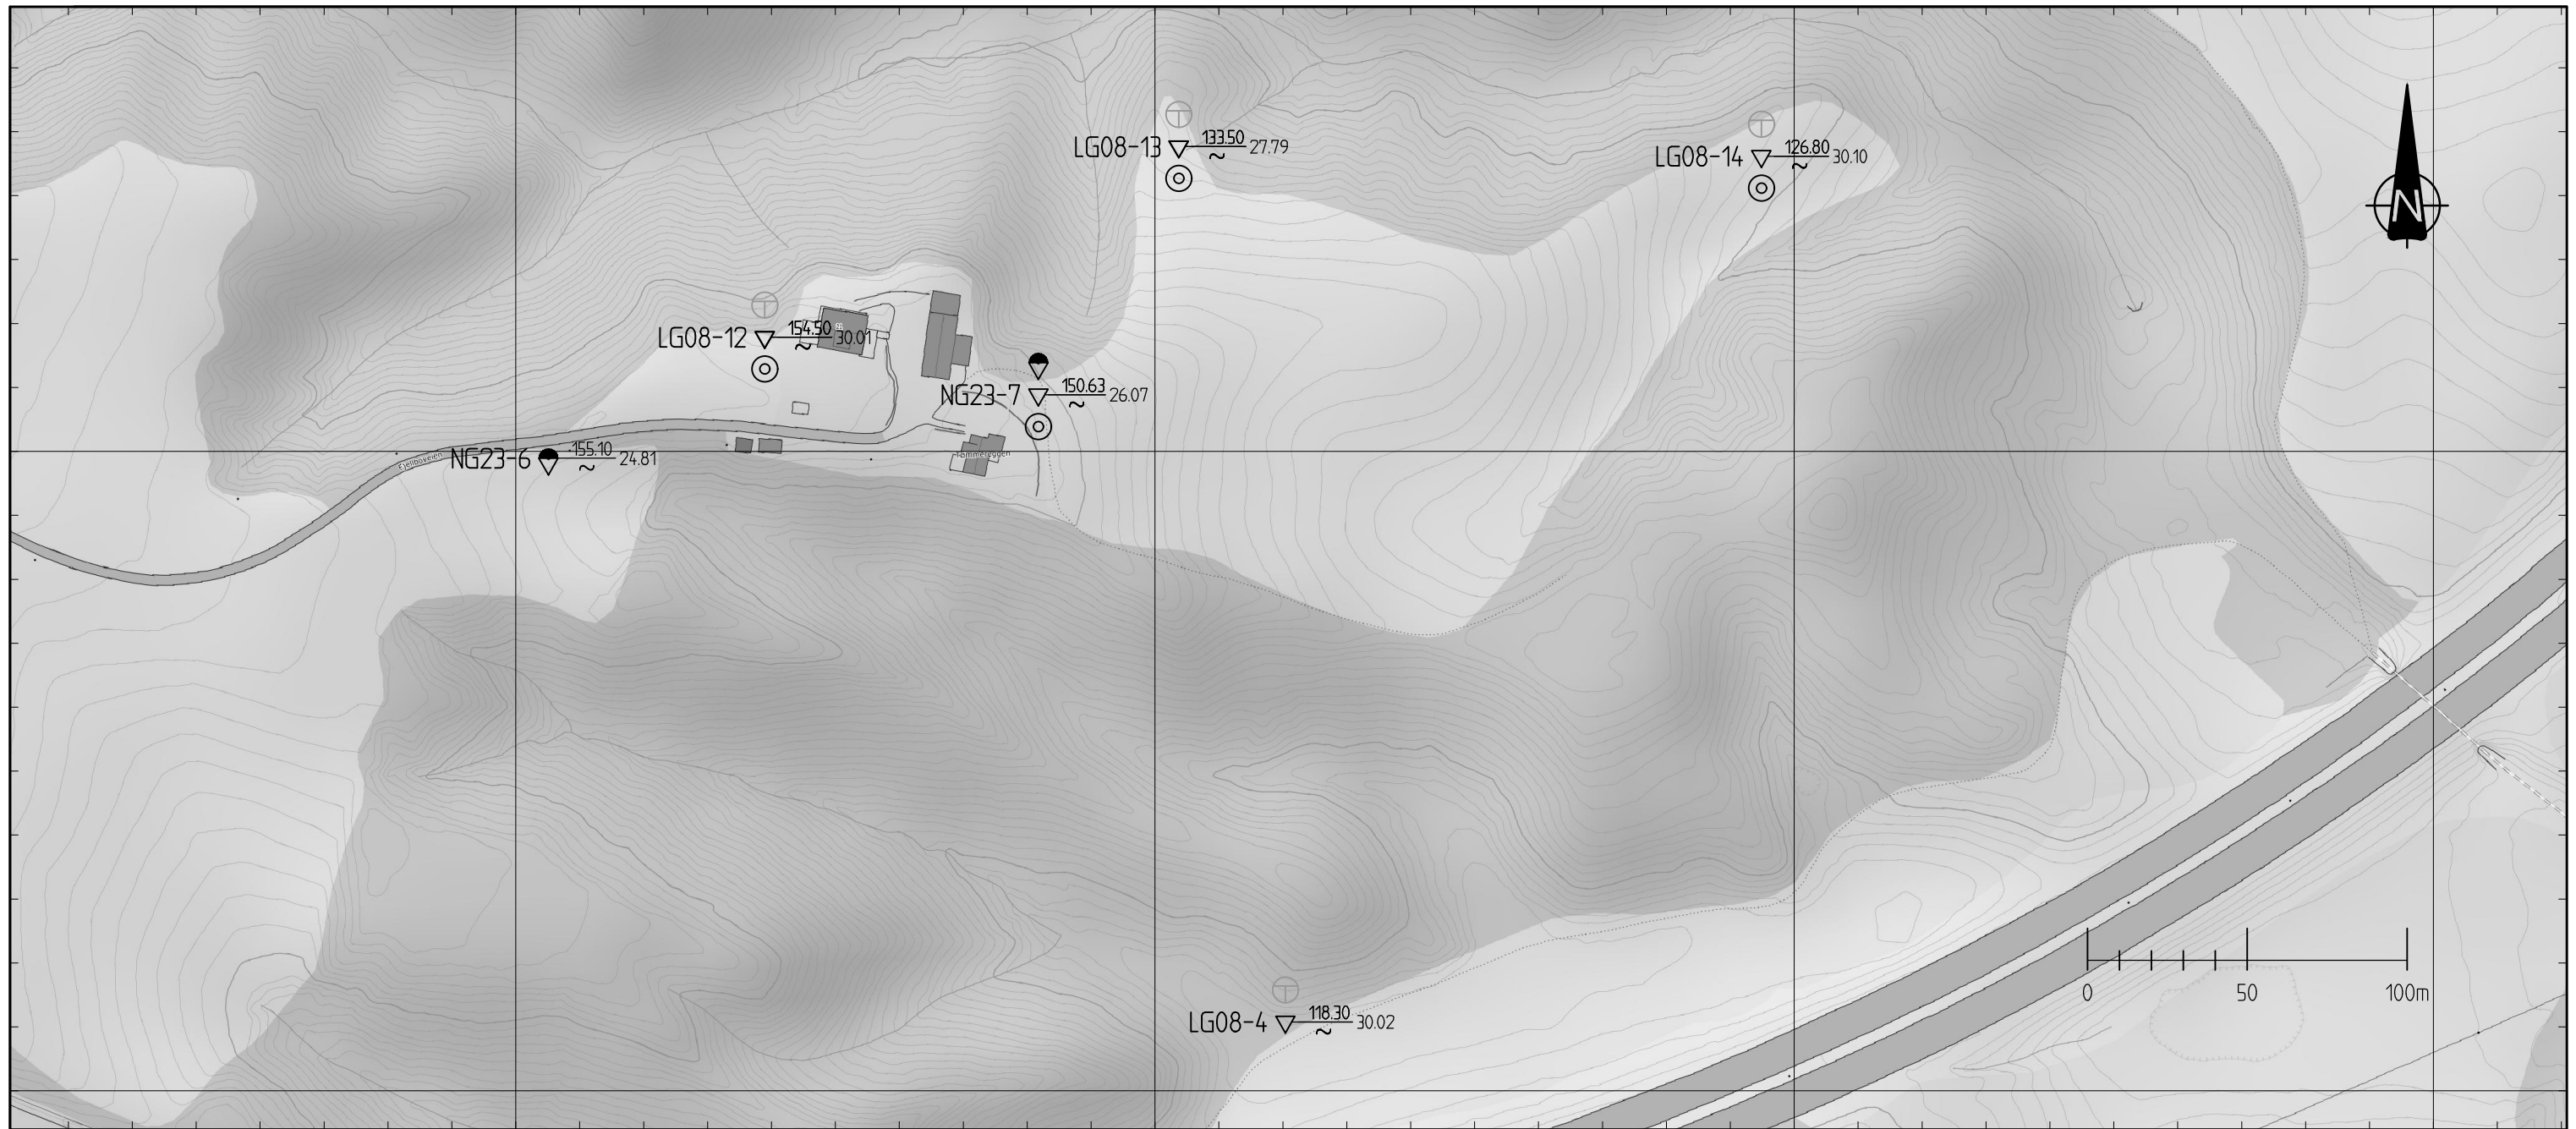 LG08-13 133.50 27.79
~
LG08-14 126.80 30.10
~
N
LG08-12 154.50 30.01
~
NG23-7 150.63 26.07
~
NG23-6 155.10 24.81
~
Fjellboveien
Tømmereggen
0 50 100m
LG08-4 118.30 30.02
~